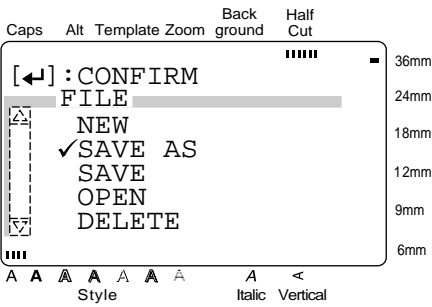 Back Half
Caps Alt Template Zoom ground Cut
[↵]:CONFIRM
36mm
FILE
24mm
NEW
18mm
✓SAVE AS
SAVE
12mm
OPEN
9mm
DELETE
6mm
A A A A A A A A A
Style Italic Vertical